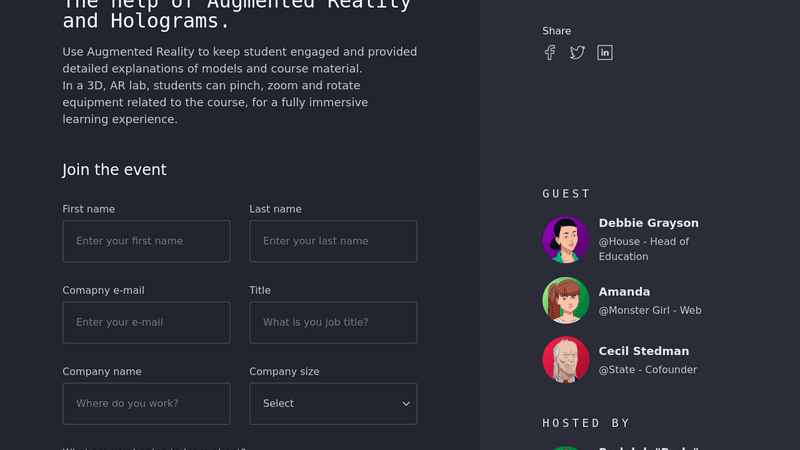 The help of Augmented Reality
and Holograms.
Use Augmented Reality to keep student engaged and provided
detailed explanations of models and course material.
In a 3D, AR lab, students can pinch, zoom and rotate
equipment related to the course, for a fully immersive
learning experience.
Join the event
First name
Last name
Enter your first name
Enter your last name
Comapny e-mail
Title
Enter your e-mail
What is you job title?
Company name
Company size
Where do you work?
Select
Share
GUEST
Debbie Grayson
@House - Head of
Education
Amanda
@Monster Girl - Web
Cecil Stedman
@State - Cofounder
HOSTED BY